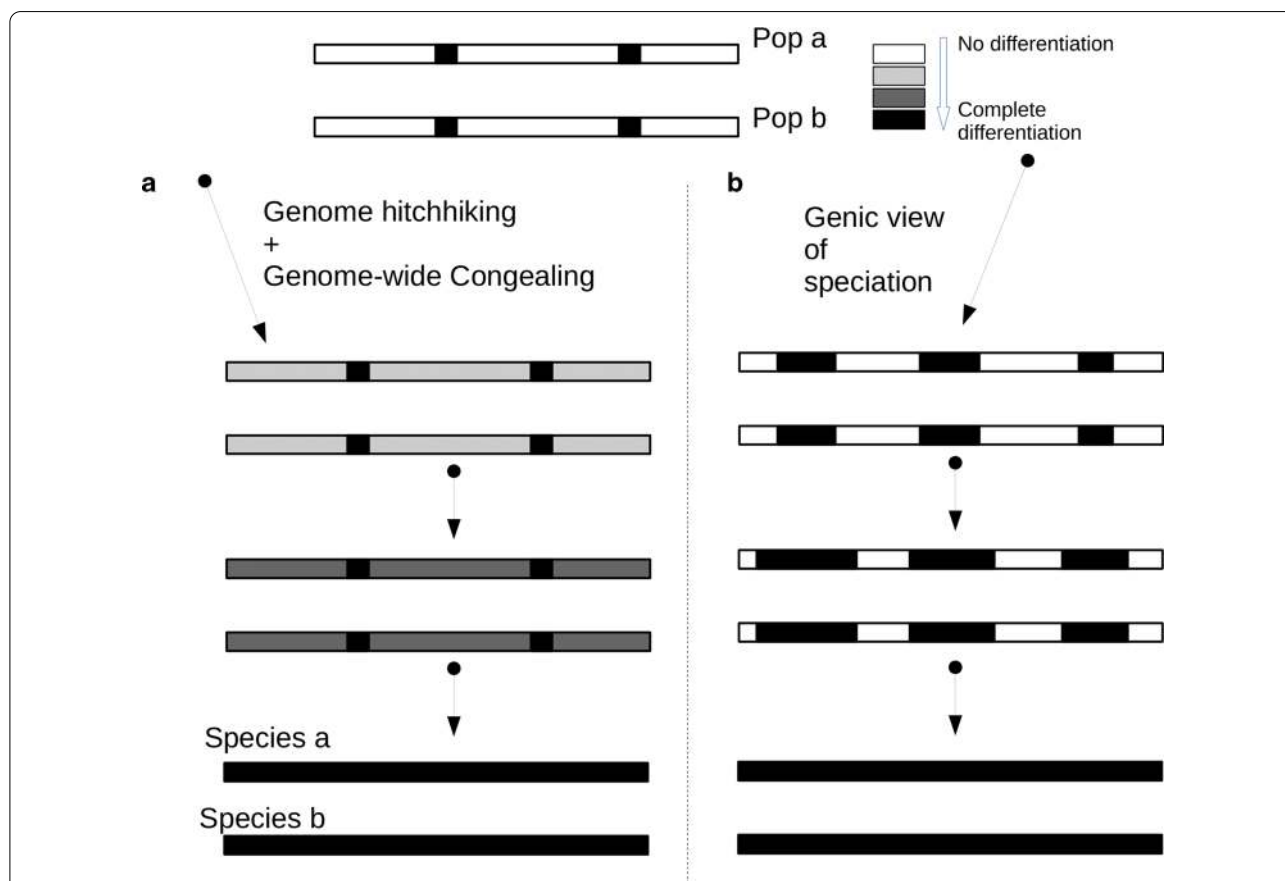 Pop a
No differentiation
Pop b
Complete
differentiation
a
Genome hitchhiking
+
Genome-wide Congealing
b
Genic view
of
speciation
Species a
Species b